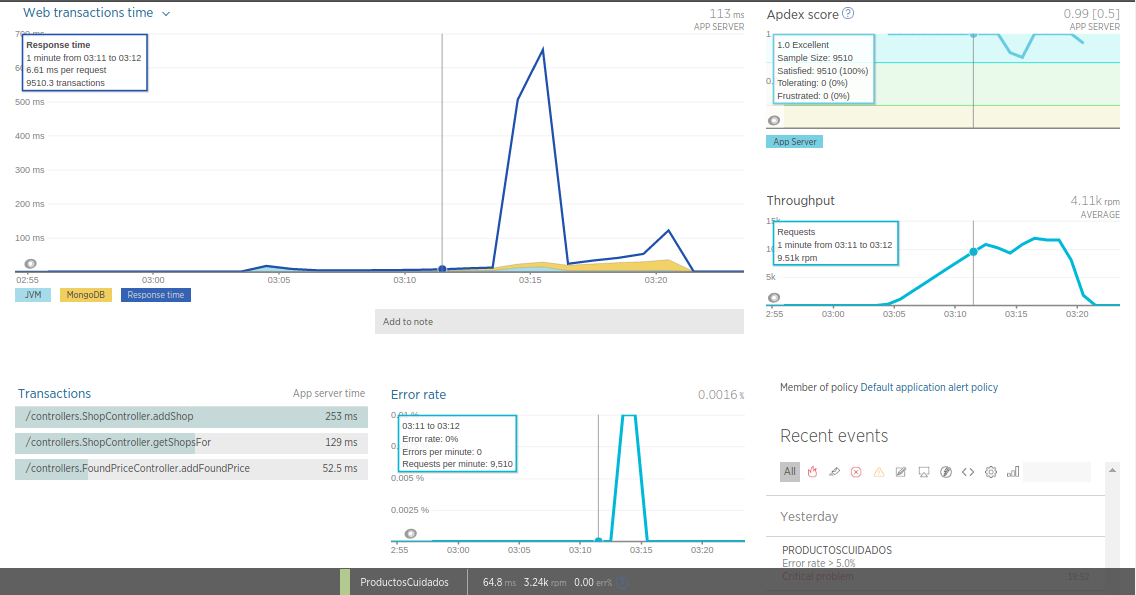 Web transactions time
113 ms
APP SERVER
700 ms
Response time
1 minute from 03:11 to 03:12
6.61 ms per request
9510.3 transactions
500 ms
400 ms
300 ms
200 ms
100 ms
02:55 03:00 03:05 03:10 03:15 03:20
JVM MongoDB Response time
Add to note
Apdex score ?
0.99 [0.5]
APP SERVER
1
1.0 Excellent
Sample Size: 9510
Satisfied: 9510 (100%)
Tolerating: 0 (0%)
Frustrated: 0 (0%)
App Server
Throughput
4.11k rpm
AVERAGE
15k
Requests
1 minute from 03:11 to 03:12
9.51k rpm
5k
2:55 03:00 03:05 03:10 03:15 03:20
Transactions App server time
/controllers.ShopController.addShop 253 ms
/controllers.ShopController.getShopsFor 129 ms
/controllers.FoundPriceController.addFoundPrice 52.5 ms
Error rate
0.0016 %
0.01 %
03:11 to 03:12
Error rate: 0%
Errors per minute: 0
Requests per minute: 9,510
0.005 %
0.0025 %
2:55 03:00 03:05 03:10 03:15 03:20
Member of policy Default application alert policy
Recent events
All
Yesterday
PRODUCTOSCUIDADOS
Error rate > 5.0%
Critical problem 18:52
ProductosCuidados 64.8 ms 3.24k rpm 0.00 err%